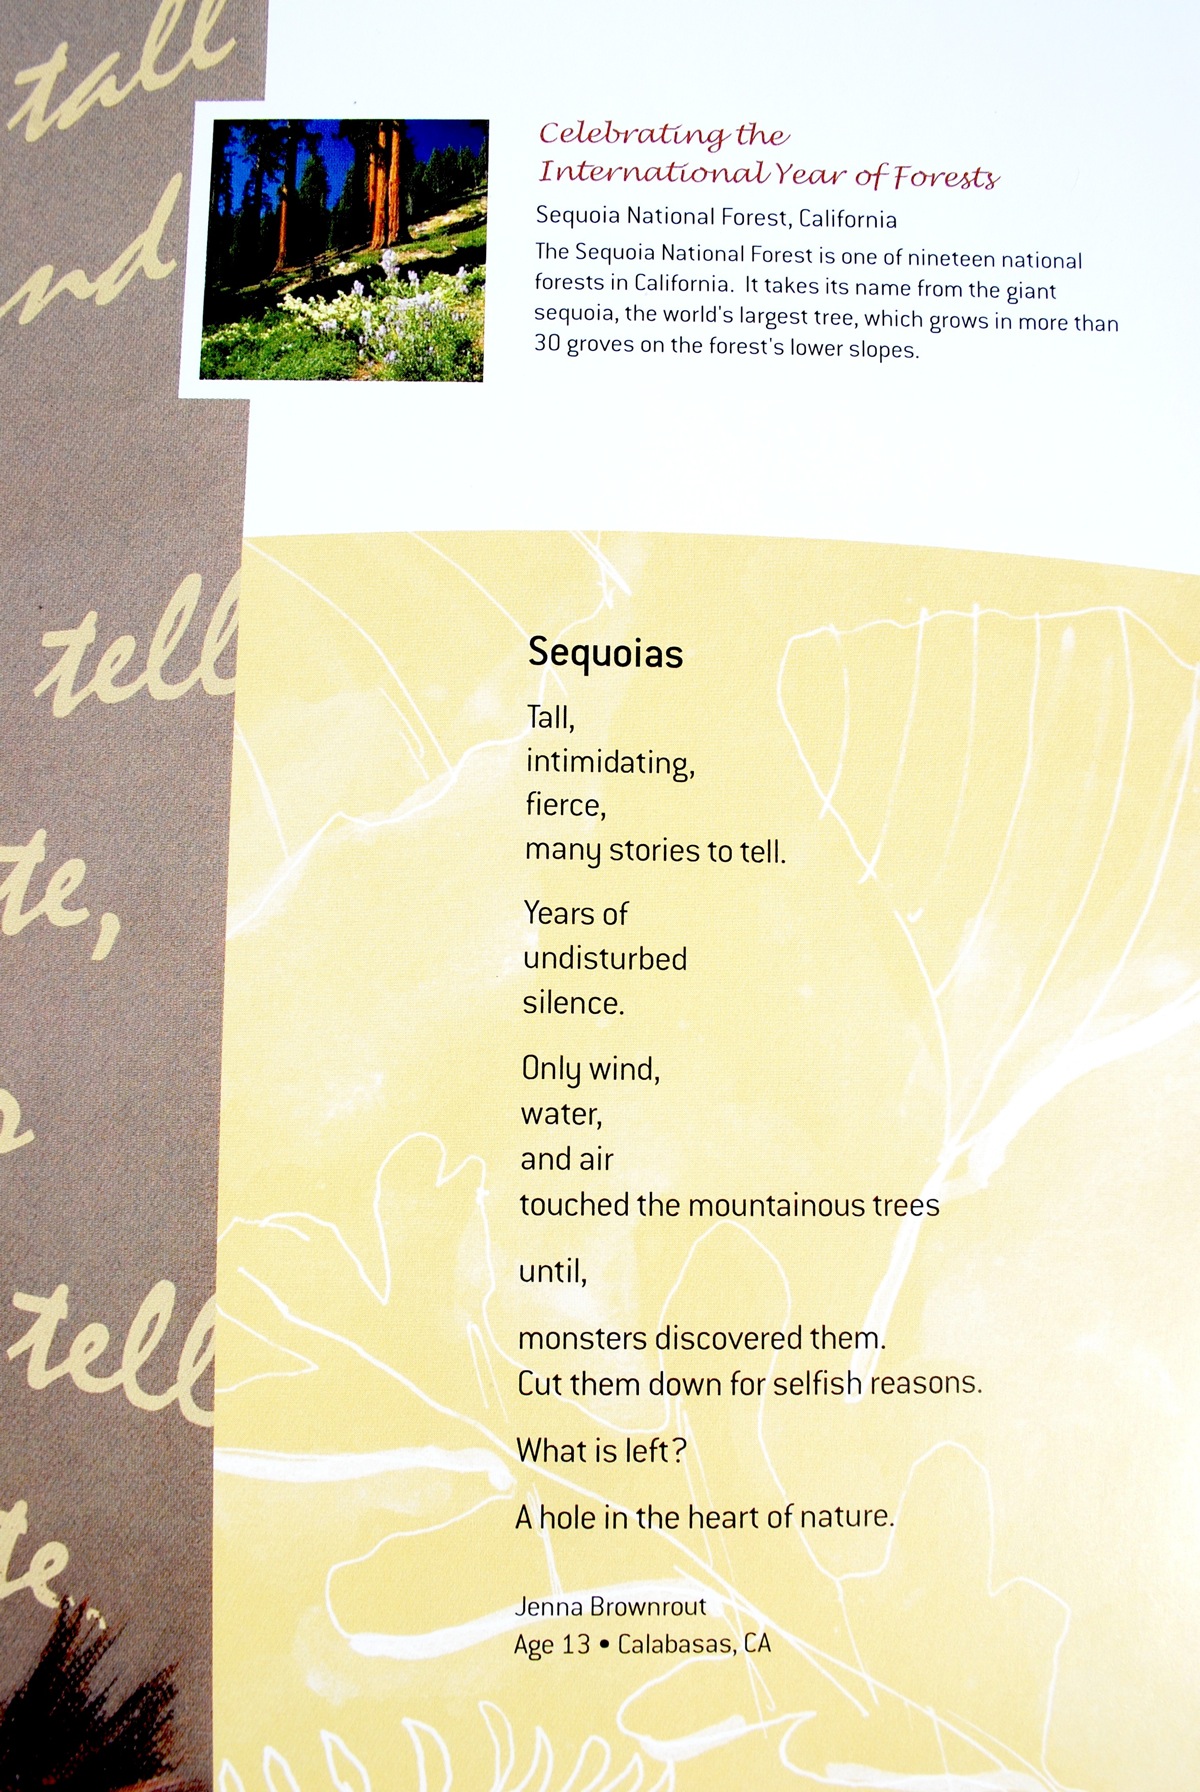 tall
nd
tell
te,
tell
te...
Celebrating the
International Year of Forests
Sequoia National Forest, California
The Sequoia National Forest is one of nineteen national
forests in California. It takes its name from the giant
sequoia, the world's largest tree, which grows in more than
30 groves on the forest's lower slopes.
Sequoias
Tall,
intimidating,
fierce,
many stories to tell.
Years of
undisturbed
silence.
Only wind,
water,
and air
touched the mountainous trees
until,
monsters discovered them.
Cut them down for selfish reasons.
What is left?
A hole in the heart of nature.
Jenna Brownrout
Age 13 • Calabasas, CA